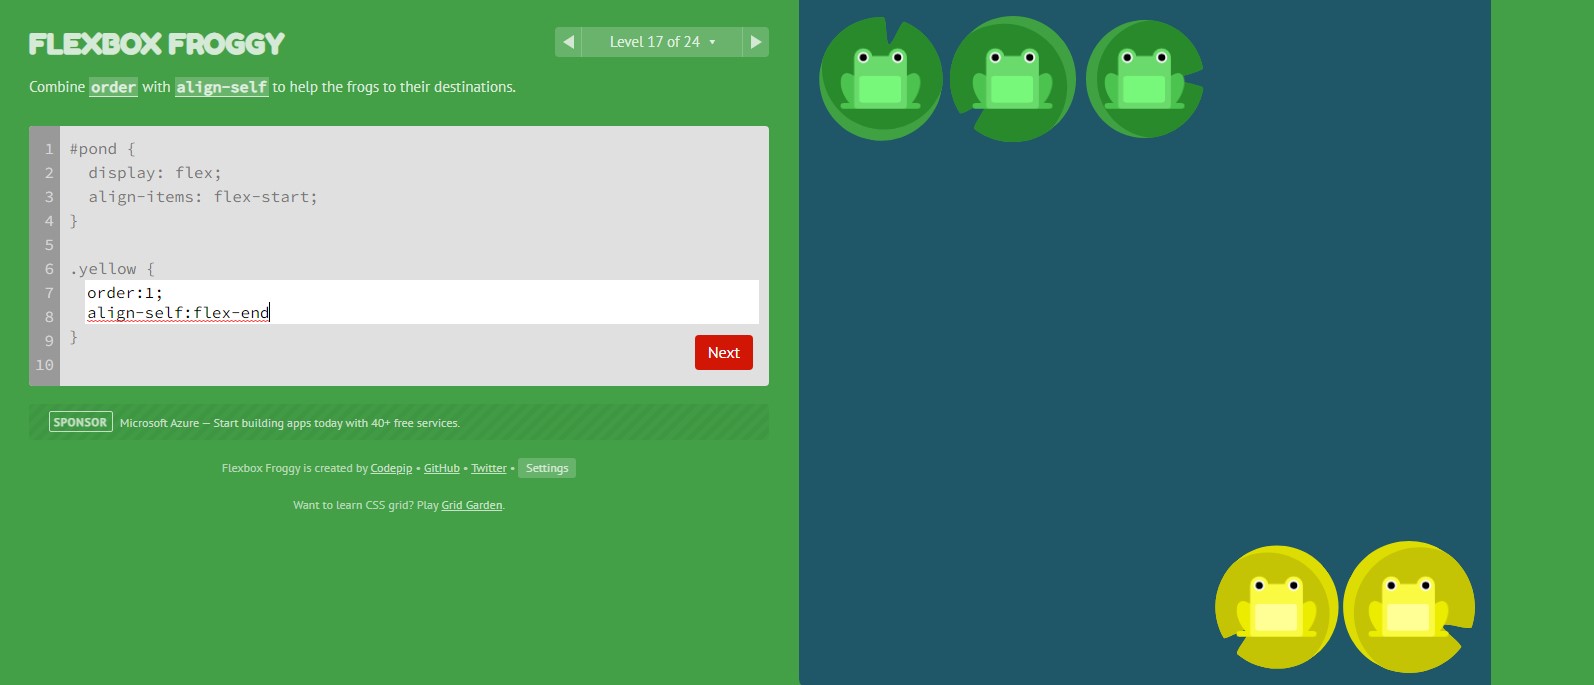 FLEXBOX FROGGY
Level 17 of 24 ▾
Combine order with align-self to help the frogs to their destinations.
1 #pond {
2 display: flex;
3 align-items: flex-start;
4 }
5
6 .yellow {
7 order:1;
8 align-self:flex-end
9 }
10
Next
SPONSOR Microsoft Azure — Start building apps today with 40+ free services.
Flexbox Froggy is created by Codepip • GitHub • Twitter • Settings
Want to learn CSS grid? Play Grid Garden.